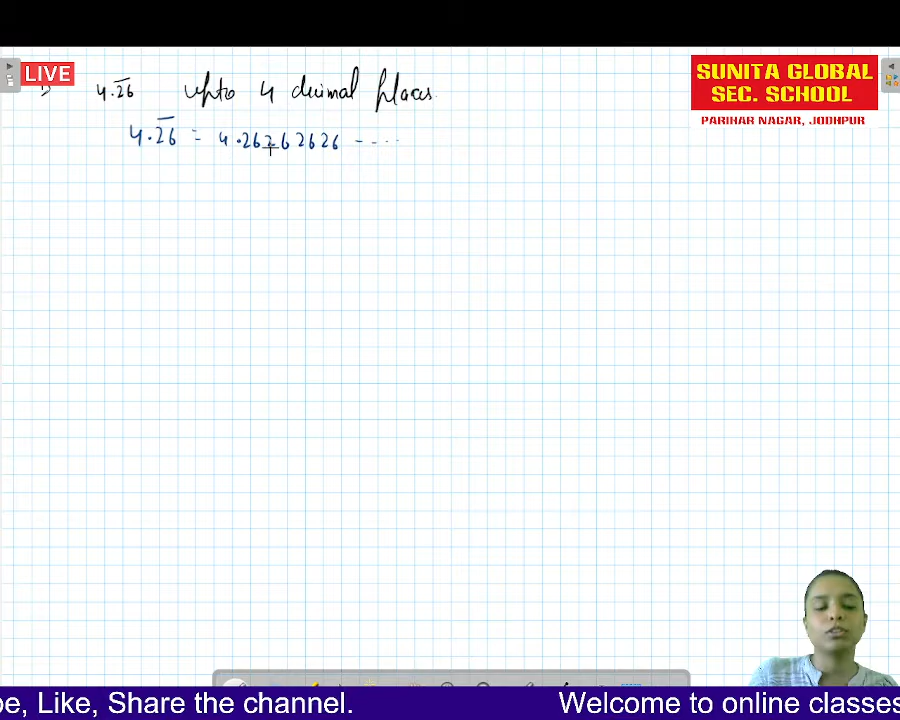 LIVE
4.2̅6̅ upto 4 decimal places.
SUNITA GLOBAL
SEC. SCHOOL
PARIHAR NAGAR, JODHPUR
4.2̅6̅ = 4.26262626 -----
be, Like, Share the channel. Welcome to online classes